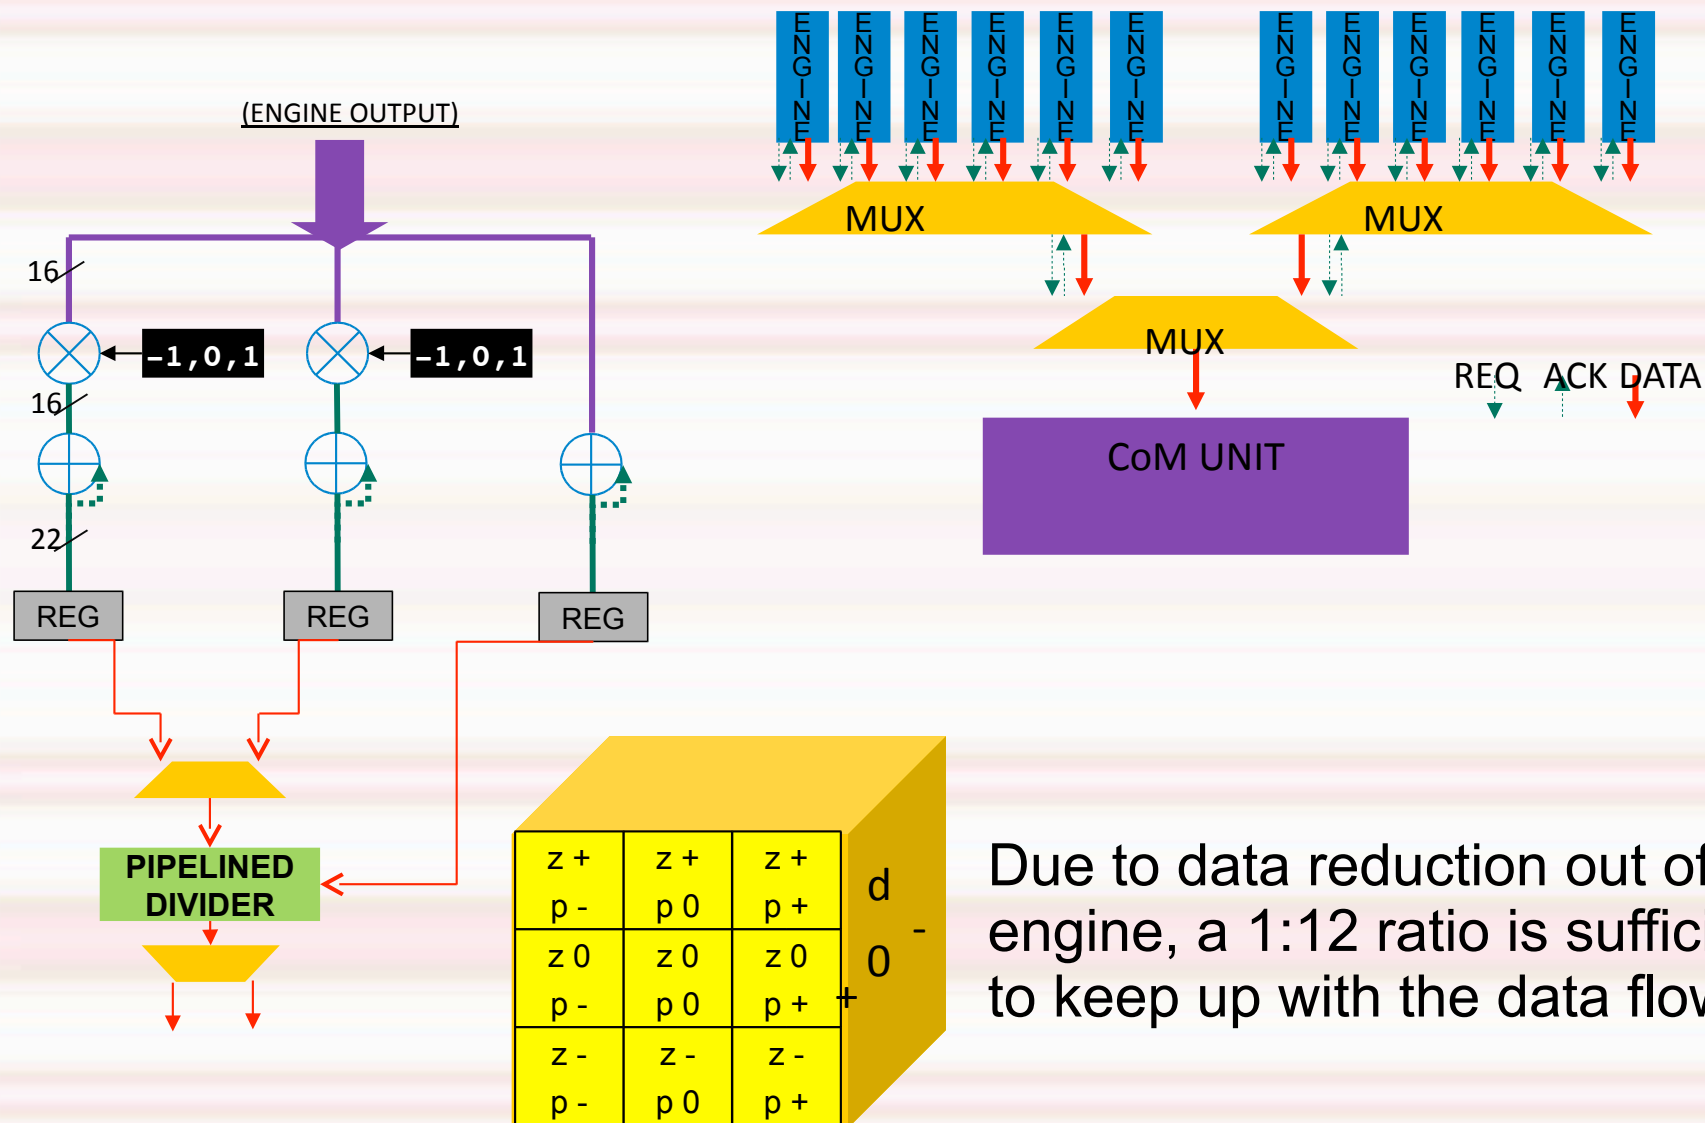 ENGINE ENGINE ENGINE ENGINE ENGINE ENGINE ENGINE ENGINE ENGINE ENGINE ENGINE ENGINE
(ENGINE OUTPUT)
MUX MUX
16
-1,0,1 -1,0,1
MUX
REQ ACK DATA
16
CoM UNIT
22
REG REG REG
PIPELINED
DIVIDER
z + z + z +
p - p 0 p +
z 0 z 0 z 0
p - p 0 p +
z - z - z -
p - p 0 p +
d
0
-
+
Due to data reduction out of
engine, a 1:12 ratio is
to keep up with the data